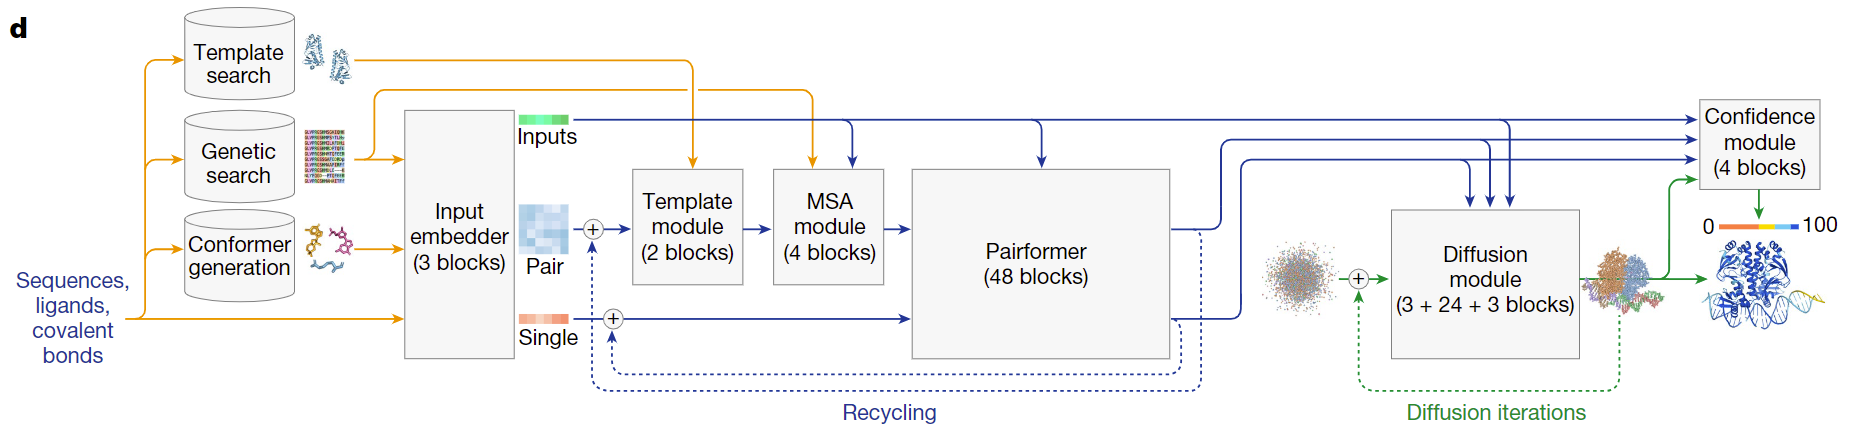 d
Template
search
Genetic
search
Conformer
generation
Sequences,
ligands,
covalent
bonds
Input
embedder
(3 blocks)
Inputs
Pair
Single
Template
module
(2 blocks)
MSA
module
(4 blocks)
Pairformer
(48 blocks)
Recycling
Diffusion
module
(3 + 24 + 3 blocks)
Diffusion iterations
Confidence
module
(4 blocks)
0 100
+
+
+